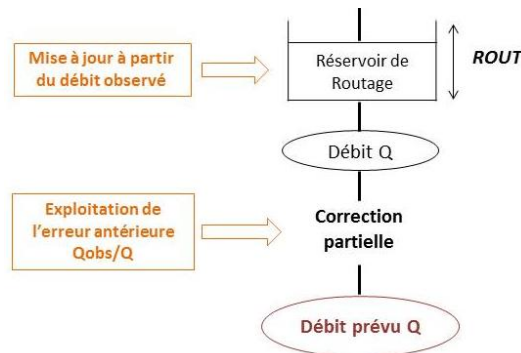 Mise à jour à partir
du débit observé
Réservoir de
Routage
ROUT
Débit Q
Exploitation de
l'erreur antérieure
Qobs/Q
Correction
partielle
Débit prévu Q